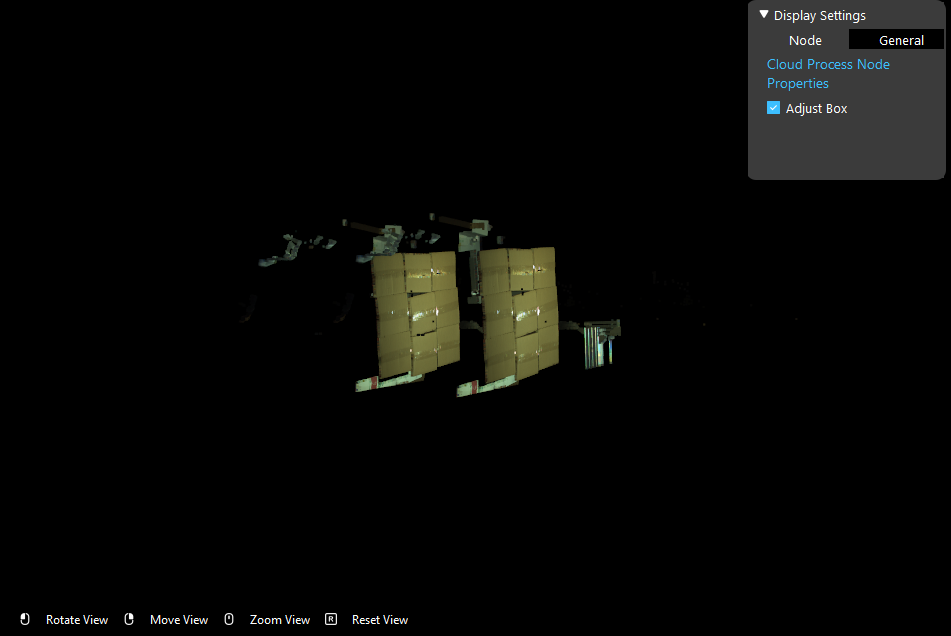 Display Settings
Node General
Cloud Process Node
Properties
Adjust Box
Rotate View Move View Zoom View R Reset View